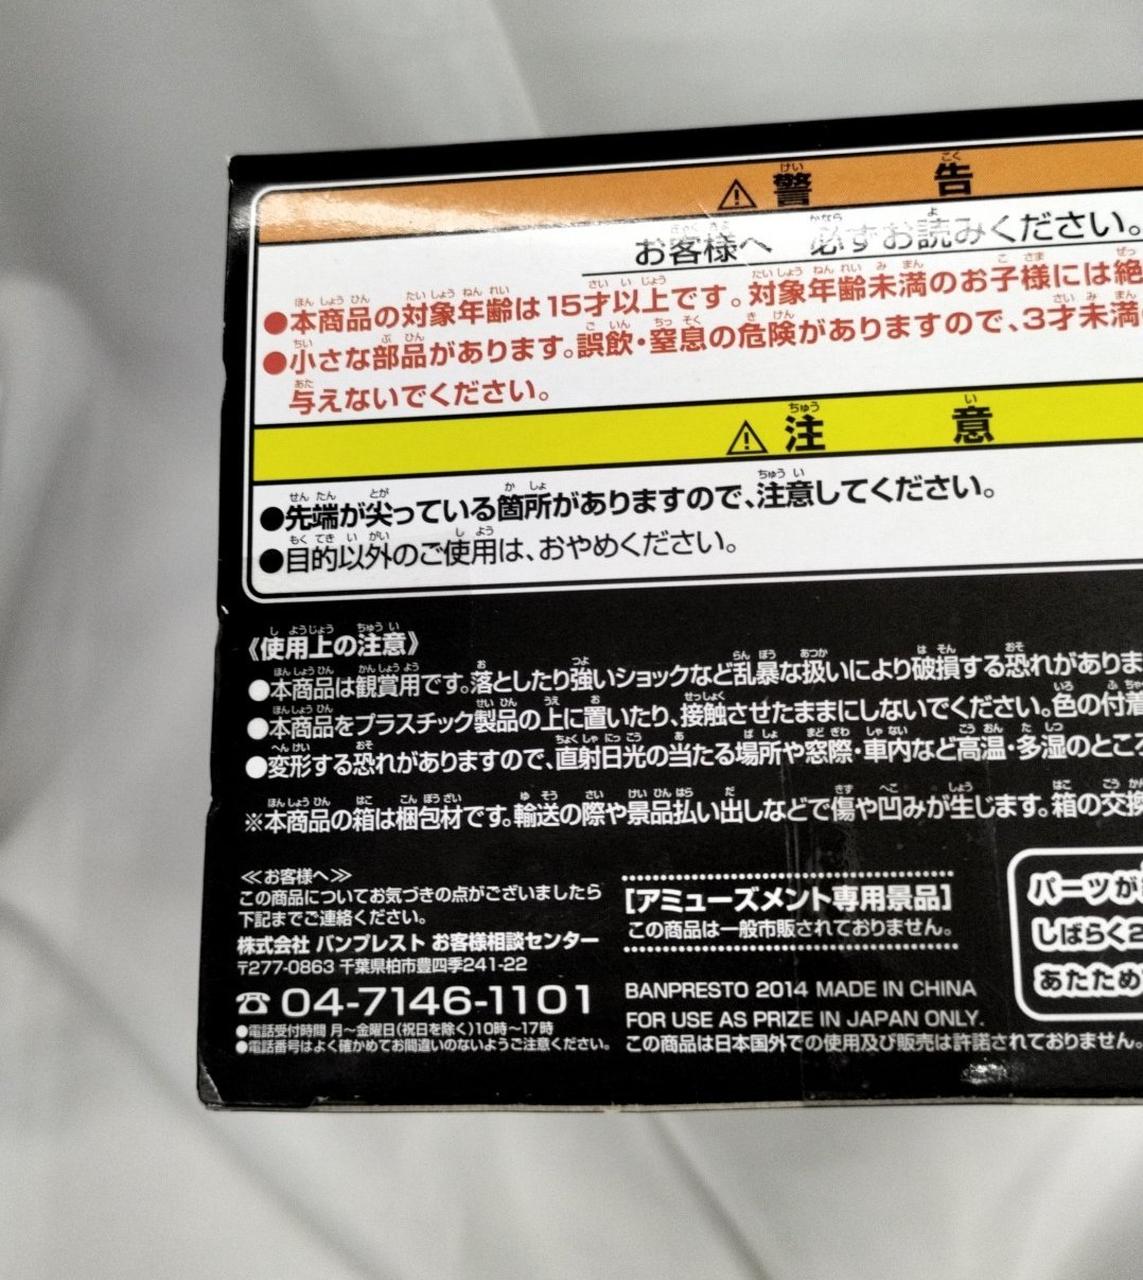 ⚠警告
お客様へ 必ずお読みください。
●本商品の対象年齢は15才以上です。対象年齢未満のお子様には絶
●小さな部品があります。誤飲・窒息の危険がありますので、3才未満
与えないでください。
⚠注意
●先端が尖っている箇所がありますので、注意してください。
●目的以外のご使用は、おやめください。
《使用上の注意》
●本商品は観賞用です。落としたり強いショックなど乱暴な扱いにより破損する恐れがありま
●本商品をプラスチック製品の上に置いたり、接触させたままにしないでください。色の付着
●変形する恐れがありますので、直射日光の当たる場所や窓際・車内など高温・多湿のとこ
※本商品の箱は梱包材です。輸送の際や景品払い出しなどで傷や凹みが生じます。箱の交換
≪お客様へ≫
この商品についてお気づきの点がございましたら
下記までご連絡ください。
株式会社 バンプレスト お客様相談センター
〒277-0863 千葉県柏市豊四季241-22
☎04-7146-1101
●電話受付時間 月～金曜日(祝日を除く)10時～17時
●電話番号はよく確かめてお間違いのないようご注意ください。
[アミューズメント専用景品]
この商品は一般市販されておりません。
BANPRESTO 2014 MADE IN CHINA
FOR USE AS PRIZE IN JAPAN ONLY.
この商品は日本国外での使用及び販売は許諾されておりません。
パーツが
しばらく2
あたため